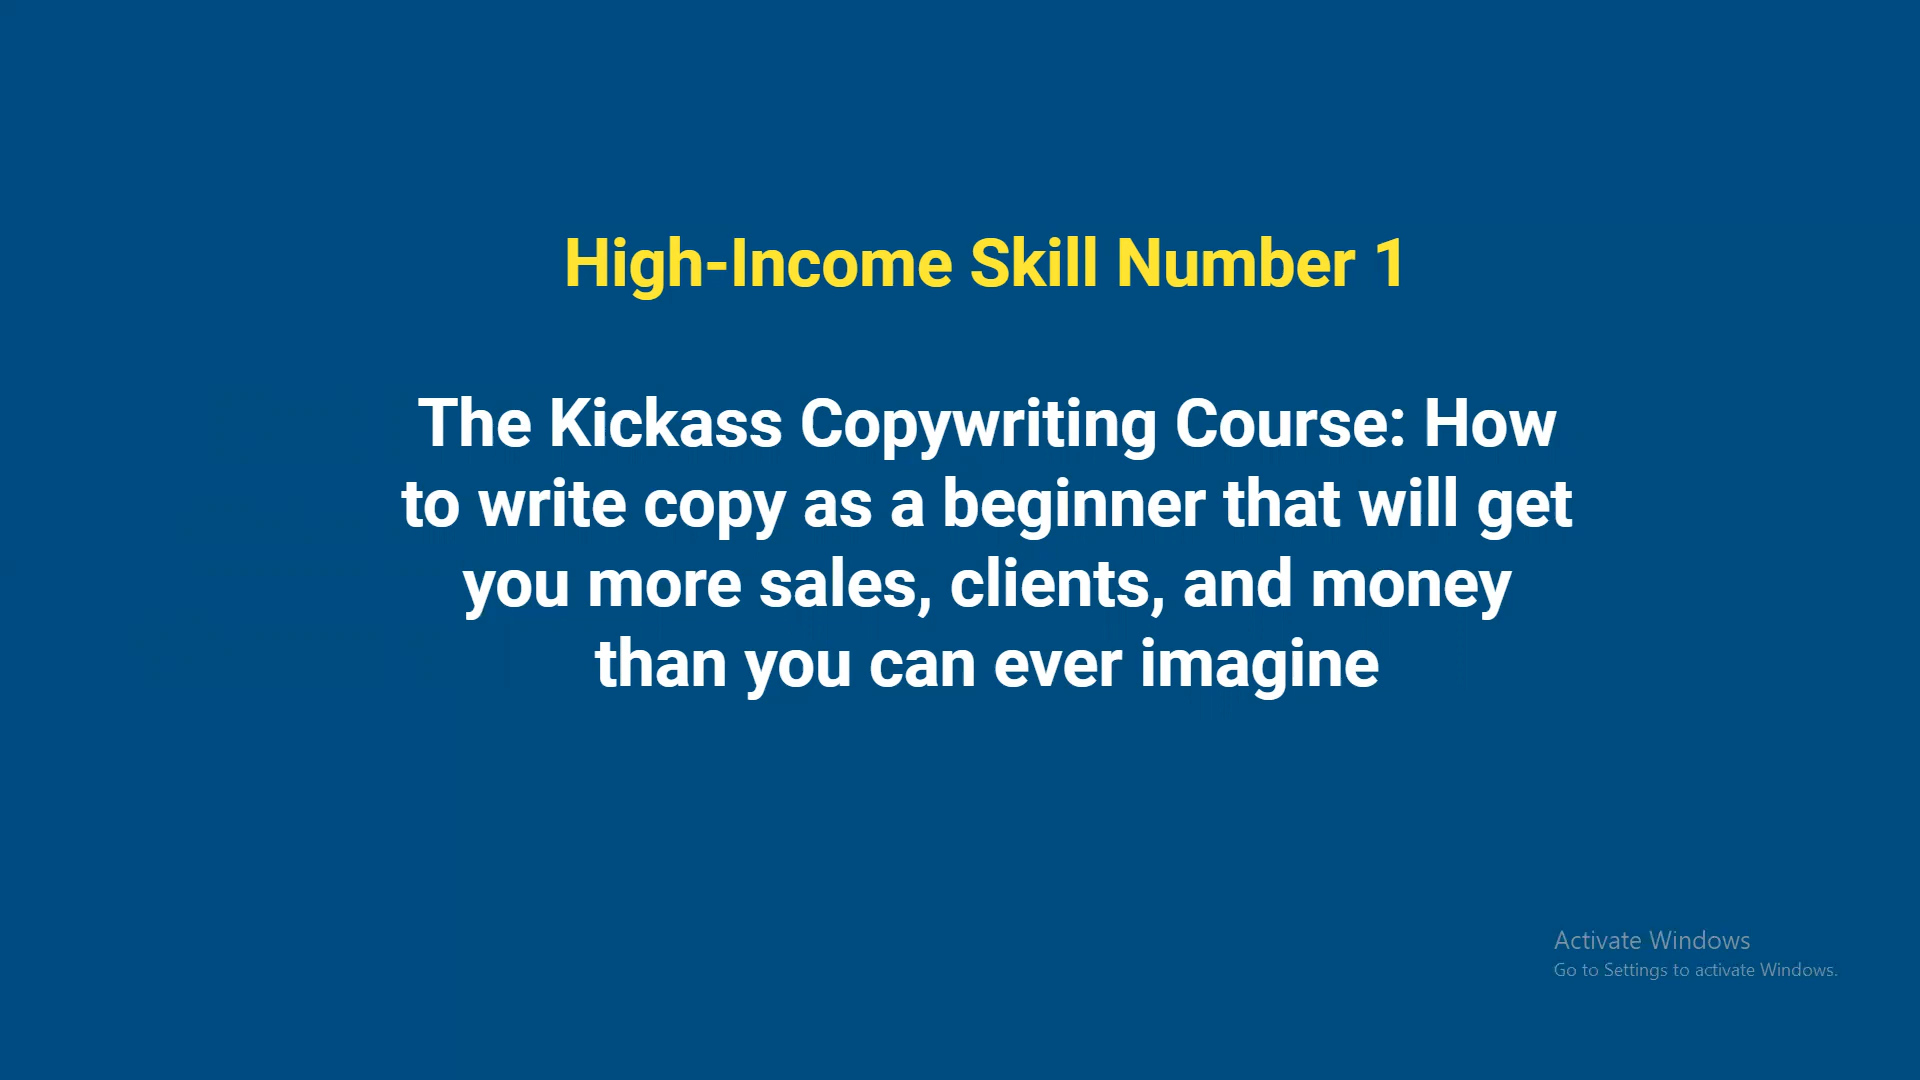 High-Income Skill Number 1
The Kickass Copywriting Course: How
to write copy as a beginner that will get
you more sales, clients, and money
than you can ever imagine
Activate Windows
Go to Settings to activate Windows.